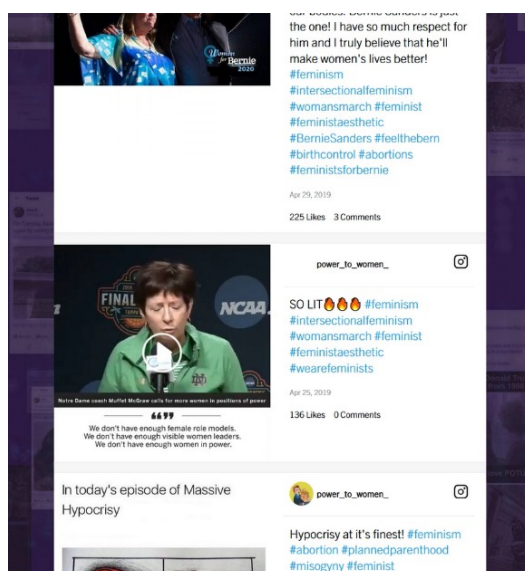 our bodies. Bernie Sanders is just
the one! I have so much respect for
him and I truly believe that he'll
make women's lives better!
#feminism
#intersectionalfeminism
#womansmarch #feminist
#feministaesthetic
#BernieSanders #feelthebern
#birthcontrol #abortions
#feministsforbernie
Apr 29, 2019
225 Likes 3 Comments
Women
for Bernie
2020
power_to_women_
SO LIT🔥🔥🔥 #feminism
#intersectionalfeminism
#womansmarch #feminist
#feministaesthetic
#wearefeminists
Apr 25, 2019
136 Likes 0 Comments
FINAL
NCAA
Notre Dame coach Muffet McGraw calls for more women in positions of power
We don't have enough female role models.
We don't have enough visible women leaders.
We don't have enough women in power.
In today's episode of Massive
Hypocrisy
power_to_women_
Hypocrisy at it's finest! #feminism
#abortion #plannedparenthood
#misogyny #feminist